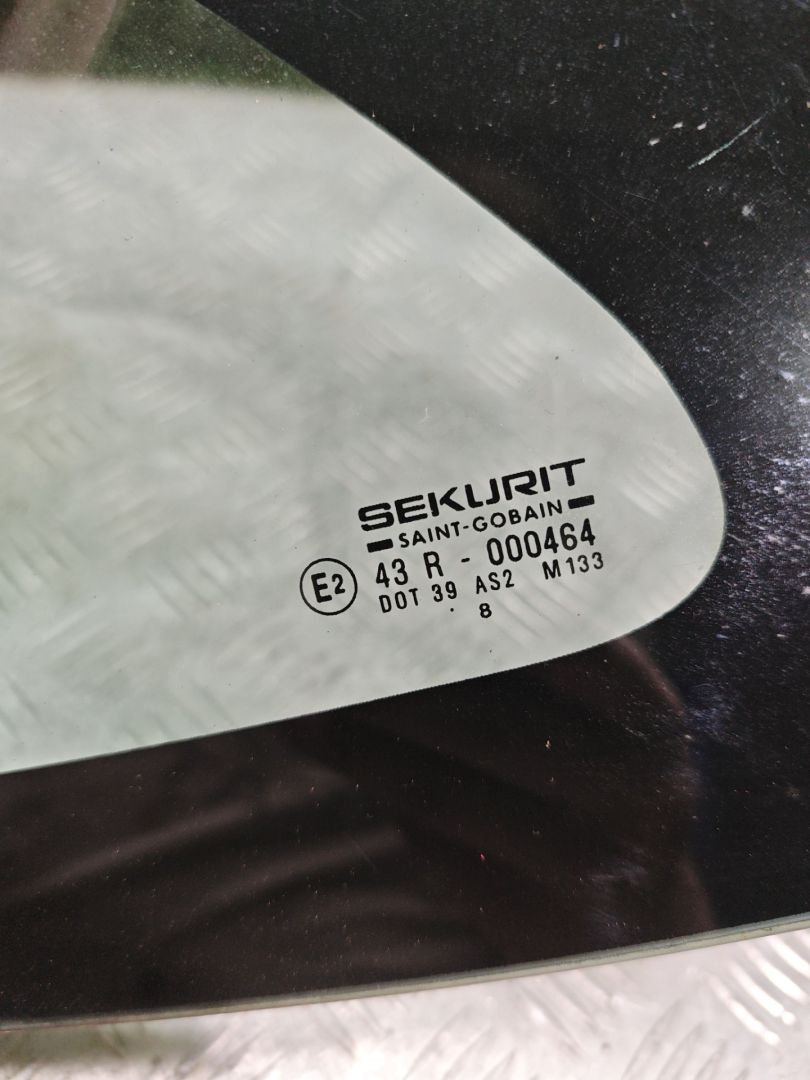 SEKURIT
SAINT-GOBAIN
E2 43 R - 000464
DOT 39 AS2 M133
. 8